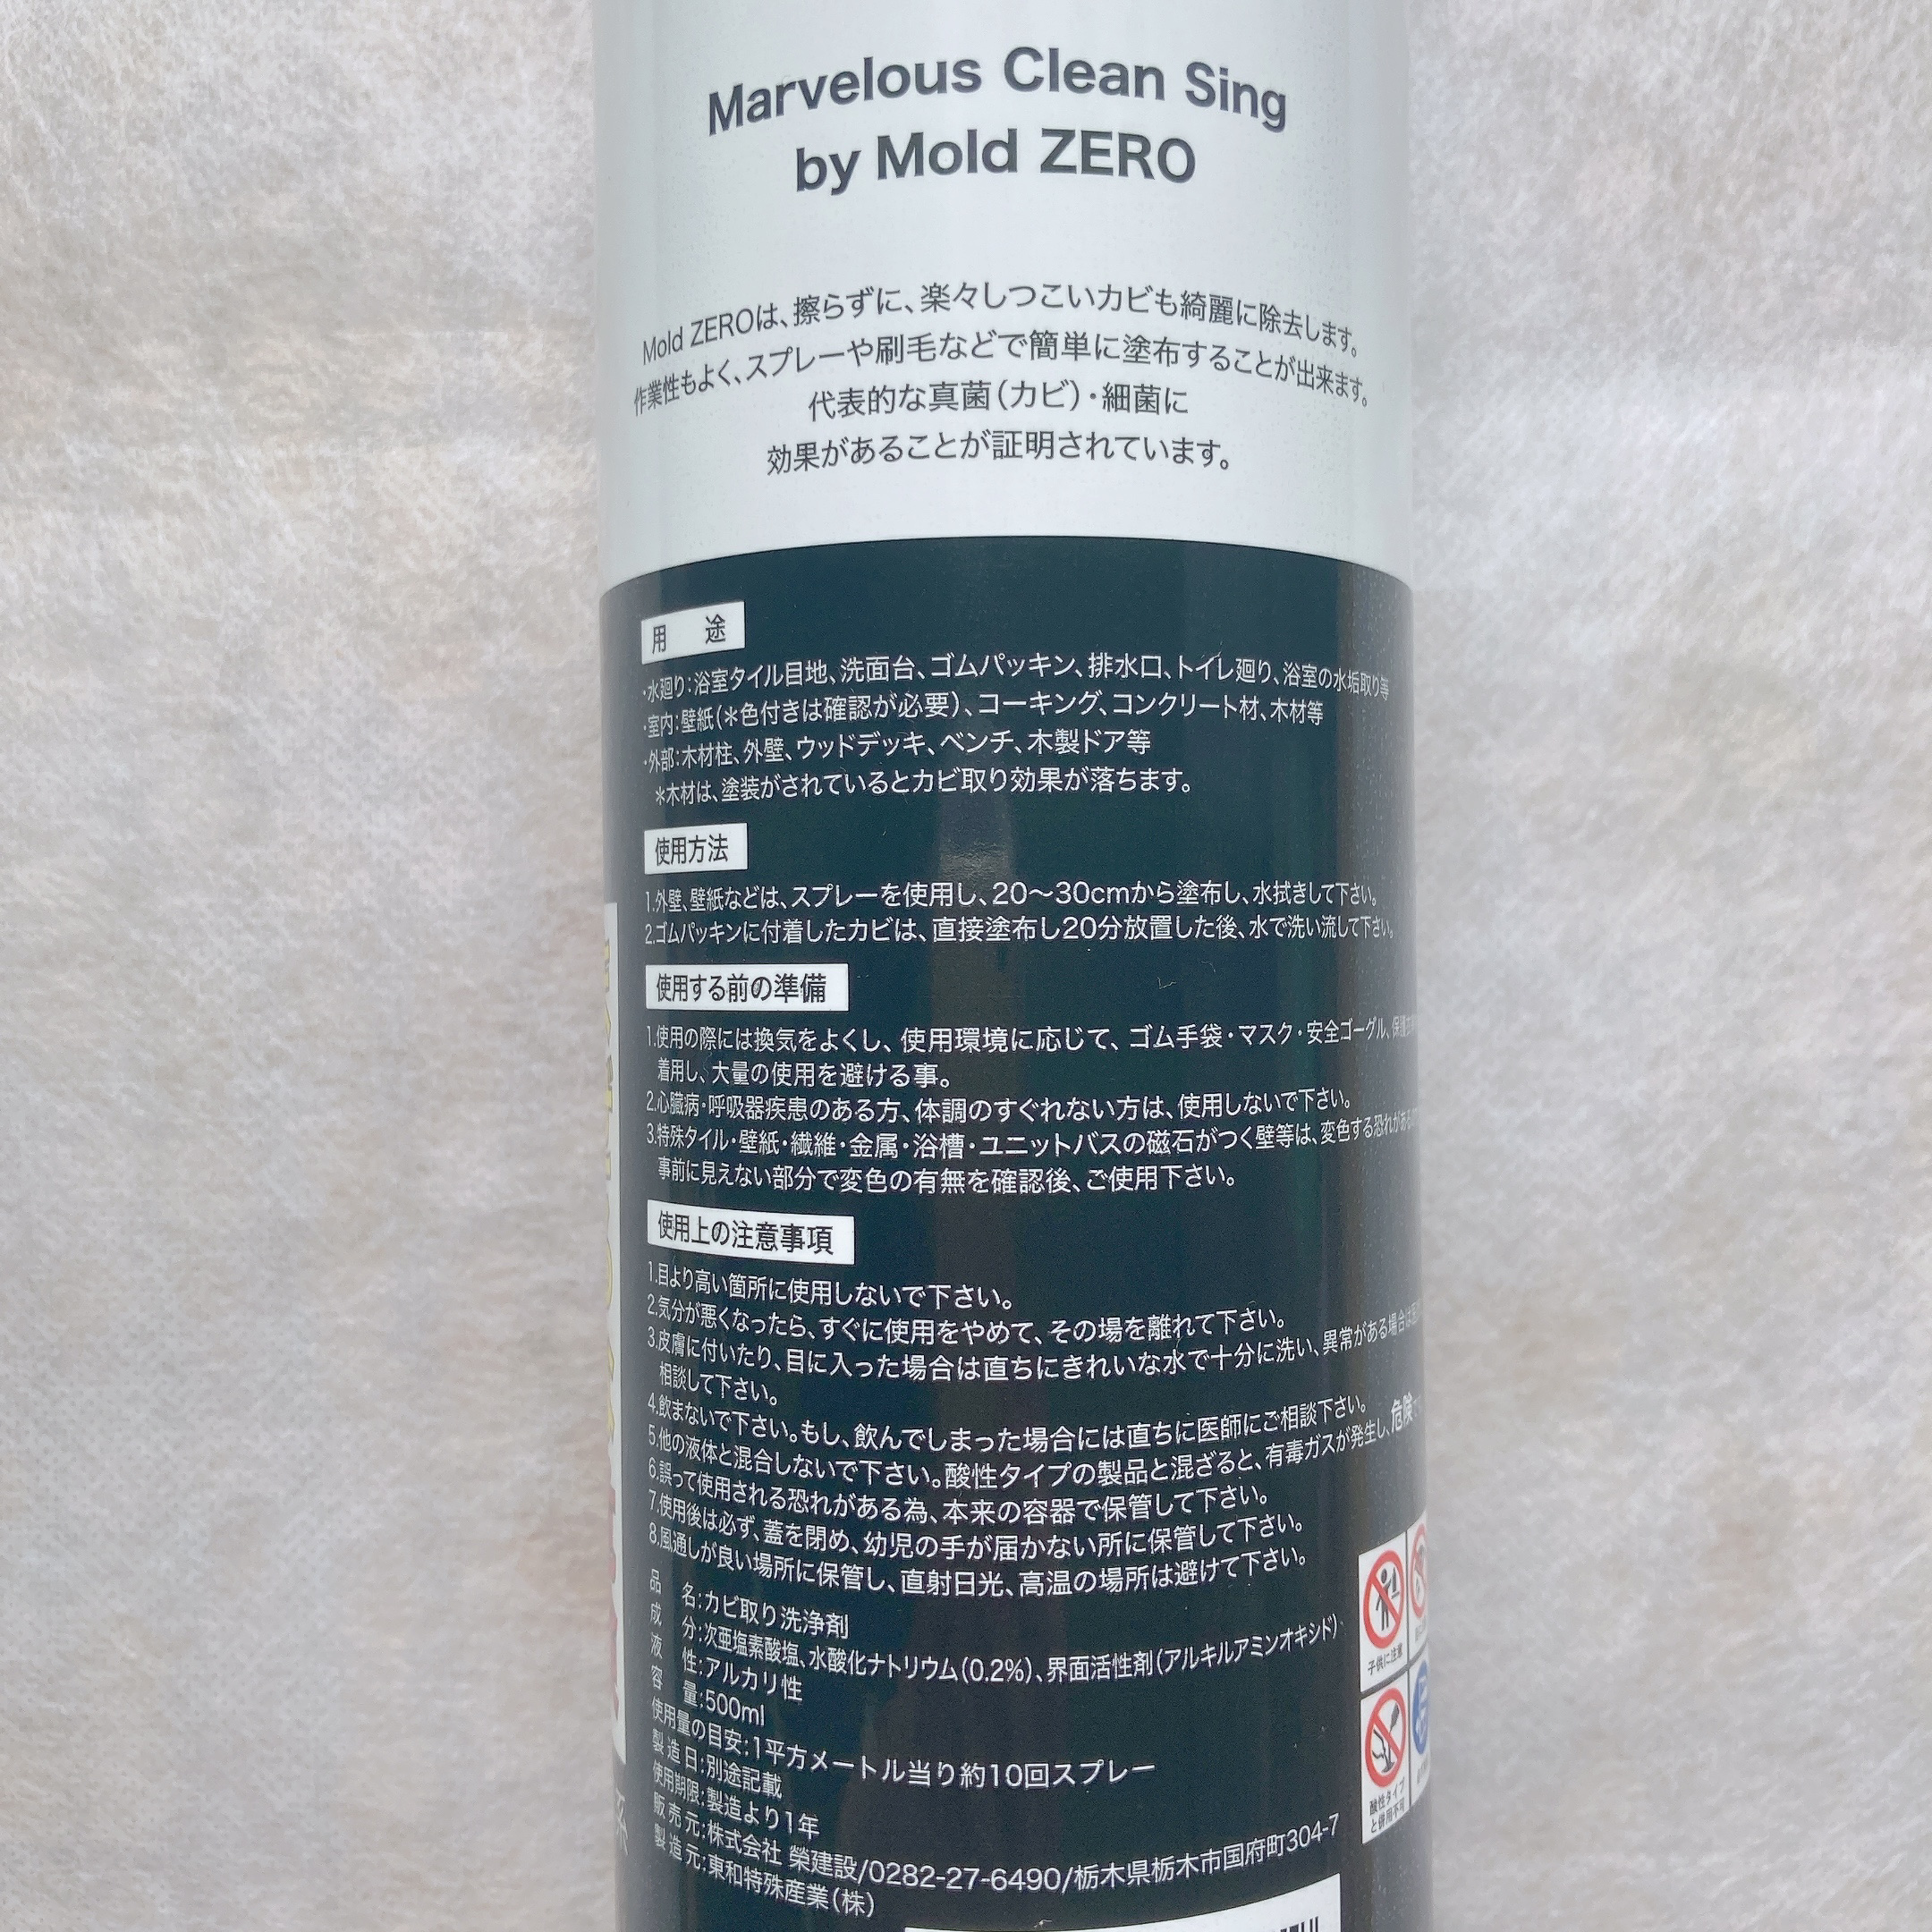 Marvelous Clean Sing
by Mold ZERO
Mold ZEROは、擦らずに、楽々しつこいカビも綺麗に除去します。
作業性もよく、スプレーや刷毛などで簡単に塗布することが出来ます。
代表的な真菌（カビ）・細菌に
効果があることが証明されています。
用 途
・水廻り：浴室タイル目地、洗面台、ゴムパッキン、排水口、トイレ廻り、浴室の水垢取り等
・室内：壁紙（＊色付きは確認が必要）、コーキング、コンクリート材、木材等
・外部：木材柱、外壁、ウッドデッキ、ベンチ、木製ドア等
＊木材は、塗装がされているとカビ取り効果が落ちます。
使用方法
1.外壁、壁紙などは、スプレーを使用し、20～30cmから塗布し、水拭きして下さい。
2.ゴムパッキンに付着したカビは、直接塗布し20分放置した後、水で洗い流して下さい。
使用する前の準備
1.使用の際には換気をよくし、使用環境に応じて、ゴム手袋・マスク・安全ゴーグル、
着用し、大量の使用を避ける事。
2.心臓病・呼吸器疾患のある方、体調のすぐれない方は、使用しないで下さい。
3.特殊タイル・壁紙・繊維・金属・浴槽・ユニットバスの磁石がつく壁等は、変色する恐れがある
事前に見えない部分で変色の有無を確認後、ご使用下さい。
使用上の注意事項
1.目より高い箇所に使用しないで下さい。
2.気分が悪くなったら、すぐに使用をやめて、その場を離れて下さい。
3.皮膚に付いたり、目に入った場合は直ちにきれいな水で十分に洗い、異常がある場合は
相談して下さい。
4.飲まないで下さい。もし、飲んでしまった場合には直ちに医師にご相談下さい。
5.他の液体と混合しないで下さい。酸性タイプの製品と混ざると、有毒ガスが発生し、危険
6.誤って使用される恐れがある為、本来の容器で保管して下さい。
7.使用後は必ず、蓋を閉め、幼児の手が届かない所に保管して下さい。
8.風通しが良い場所に保管し、直射日光、高温の場所は避けて下さい。
品 名：カビ取り洗浄剤
成 分：次亜塩素酸塩、水酸化ナトリウム（0.2%）、界面活性剤（アルキルアミンオキシド）
液 性：アルカリ性
容 量：500ml
使用量の目安：1平方メートル当り約10回スプレー
製造日：別途記載
使用期限：製造より1年
販売元：株式会社 榮建設/0282-27-6490/栃木県栃木市国府町304-7
製造元：東和特殊産業（株）
子供に注意
酸性タイプ
と併用不可